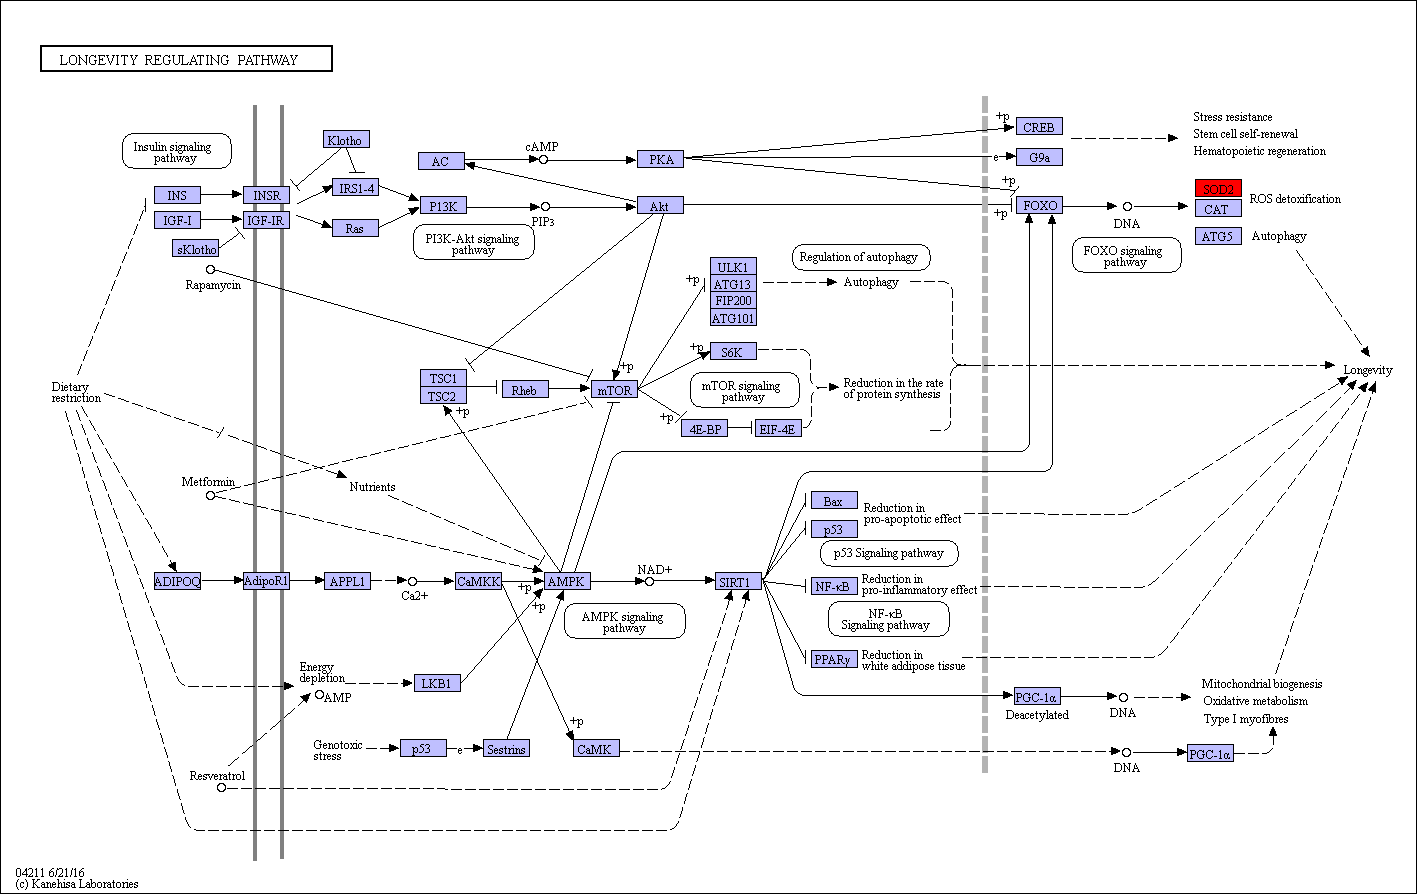 LONGEVITY REGULATING PATHWAY
Insulin signaling
pathway
Klotho
INS
INSR
IRS1-4
IGF-I
IGF-IR
Ras
sKlotho
Rapamycin
AC
cAMP
PKA
P13K
PIP3
Akt
PI3K-Akt signaling
pathway
+p
CREB
e
G9a
+p
+p
FOXO
DNA
FOXO signaling
pathway
Stress resistance
Stem cell self-renewal
Hematopoietic regeneration
SOD2
CAT
ROS detoxification
ATG5
Autophagy
Regulation of autophagy
+p
ULK1
ATG13
FIP200
ATG101
Autophagy
+p
S6K
TSC1
TSC2
+p
Rheb
+p
mTOR
mTOR signaling
pathway
+p
4E-BP
EIF-4E
Reduction in the rate
of protein synthesis
Longevity
Dietary
restriction
Metformin
Nutrients
ADIPOQ
AdipoR1
APPL1
Ca2+
CaMKK
+p
+p
AMPK
NAD+
SIRT1
AMPK signaling
pathway
Bax
Reduction in
pro-apoptotic effect
p53
p53 Signaling pathway
NF-κB
Reduction in
pro-inflammatory effect
NF-κB
Signaling pathway
PPARγ
Reduction in
white addipose tissue
Energy
depletion
AMP
LKB1
PGC-1α
Deacetylated
DNA
Mitochondrial biogenesis
Oxidative metabolism
Type I myofibres
Genotoxic
stress
p53
e
Sestrins
+p
CaMK
DNA
PGC-1α
Resveratrol
04211 6/21/16
(c) Kanehisa Laboratories